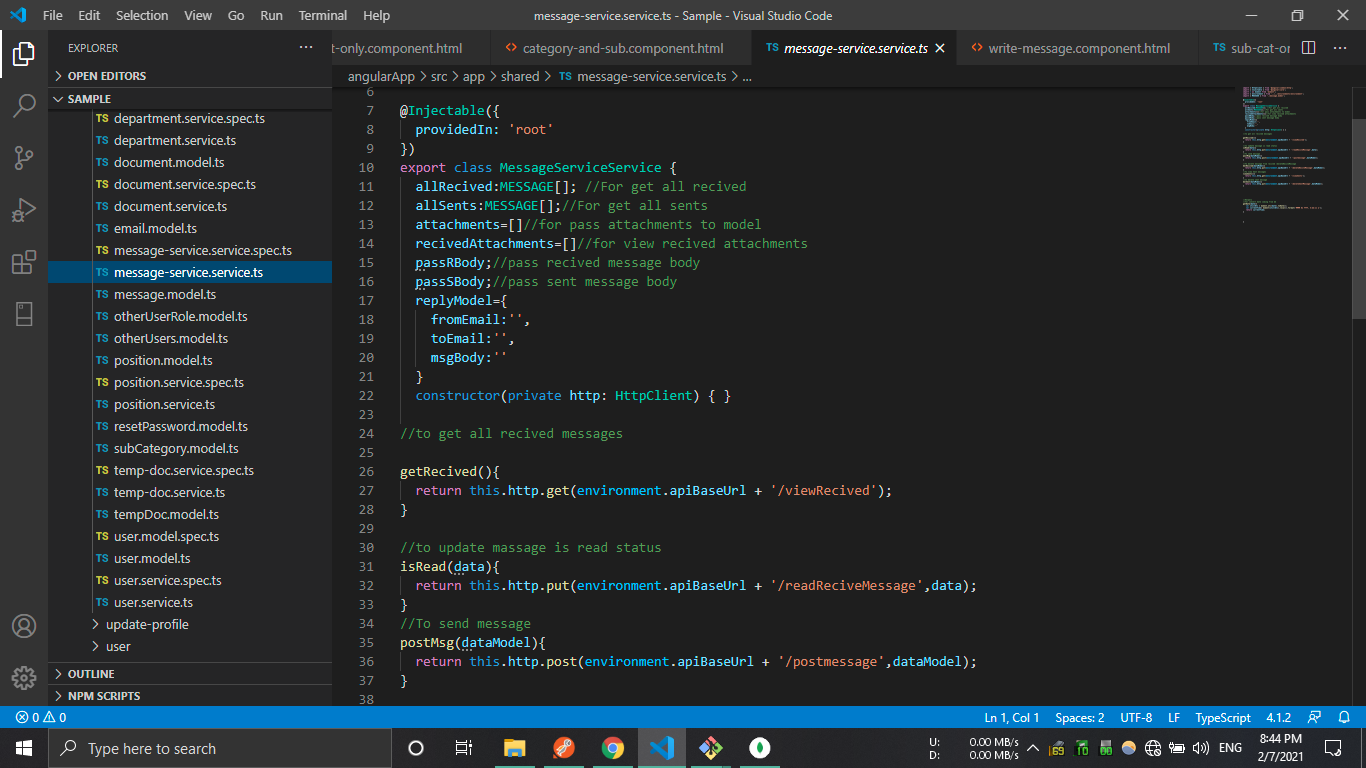 File Edit Selection View Go Run Terminal Help
message-service.service.ts - Sample - Visual Studio Code
EXPLORER
OPEN EDITORS
SAMPLE
TS department.service.spec.ts
TS department.service.ts
TS document.model.ts
TS document.service.spec.ts
TS document.service.ts
TS email.model.ts
TS message-service.service.spec.ts
TS message-service.service.ts
TS message.model.ts
TS otherUserRole.model.ts
TS otherUsers.model.ts
TS position.model.ts
TS position.service.spec.ts
TS position.service.ts
TS resetPassword.model.ts
TS subCategory.model.ts
TS temp-doc.service.spec.ts
TS temp-doc.service.ts
TS tempDoc.model.ts
TS user.model.spec.ts
TS user.model.ts
TS user.service.spec.ts
TS user.service.ts
update-profile
user
OUTLINE
NPM SCRIPTS
t-only.component.html <> category-and-sub.component.html TS message-service.service.ts <> write-message.component.html TS sub-cat-or
angularApp > src > app > shared > TS message-service.service.ts > ...
6
7 @Injectable({
8 providedIn: 'root'
9 })
10 export class MessageServiceService {
11 allRecived:MESSAGE[]; //For get all recived
12 allSents:MESSAGE[];//For get all sents
13 attachments=[]//for pass attachments to model
14 recivedAttachments=[]//for view recived attachments
15 passRBody;//pass recived message body
16 passSBody;//pass sent message body
17 replyModel={
18 fromEmail:'',
19 toEmail:'',
20 msgBody:''
21 }
22 constructor(private http: HttpClient) { }
23
24 //to get all recived messages
25
26 getRecived(){
27 return this.http.get(environment.apiBaseUrl + '/viewRecived');
28 }
29
30 //to update massage is read status
31 isRead(data){
32 return this.http.put(environment.apiBaseUrl + '/readReciveMessage',data);
33 }
34 //To send message
35 postMsg(dataModel){
36 return this.http.post(environment.apiBaseUrl + '/postmessage',dataModel);
37 }
38
0 0 Ln 1, Col 1 Spaces: 2 UTF-8 LF TypeScript 4.1.2
Type here to search
U: 0.00 MB/s
D: 0.00 MB/s
69 10 00
ENG
8:44 PM
2/7/2021